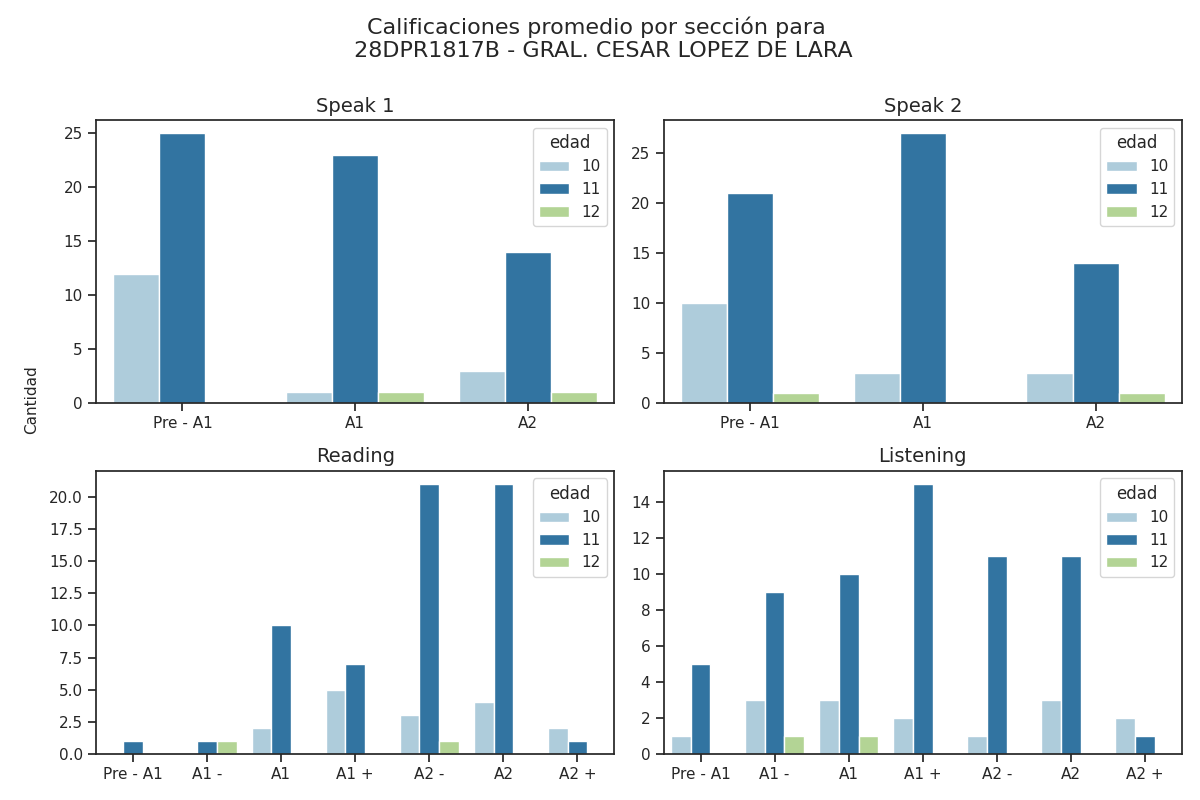 Calificaciones promedio por sección para
28DPR1817B - GRAL. CESAR LOPEZ DE LARA
Cantidad
Speak 1
25
20
15
10
5
0
Pre - A1 A1 A2
edad
10
11
12
Speak 2
25
20
15
10
5
0
Pre - A1 A1 A2
edad
10
11
12
Reading
20.0
17.5
15.0
12.5
10.0
7.5
5.0
2.5
0.0
Pre - A1 A1 - A1 A1 + A2 - A2 A2 +
edad
10
11
12
Listening
14
12
10
8
6
4
2
0
Pre - A1 A1 - A1 A1 + A2 - A2 A2 +
edad
10
11
12